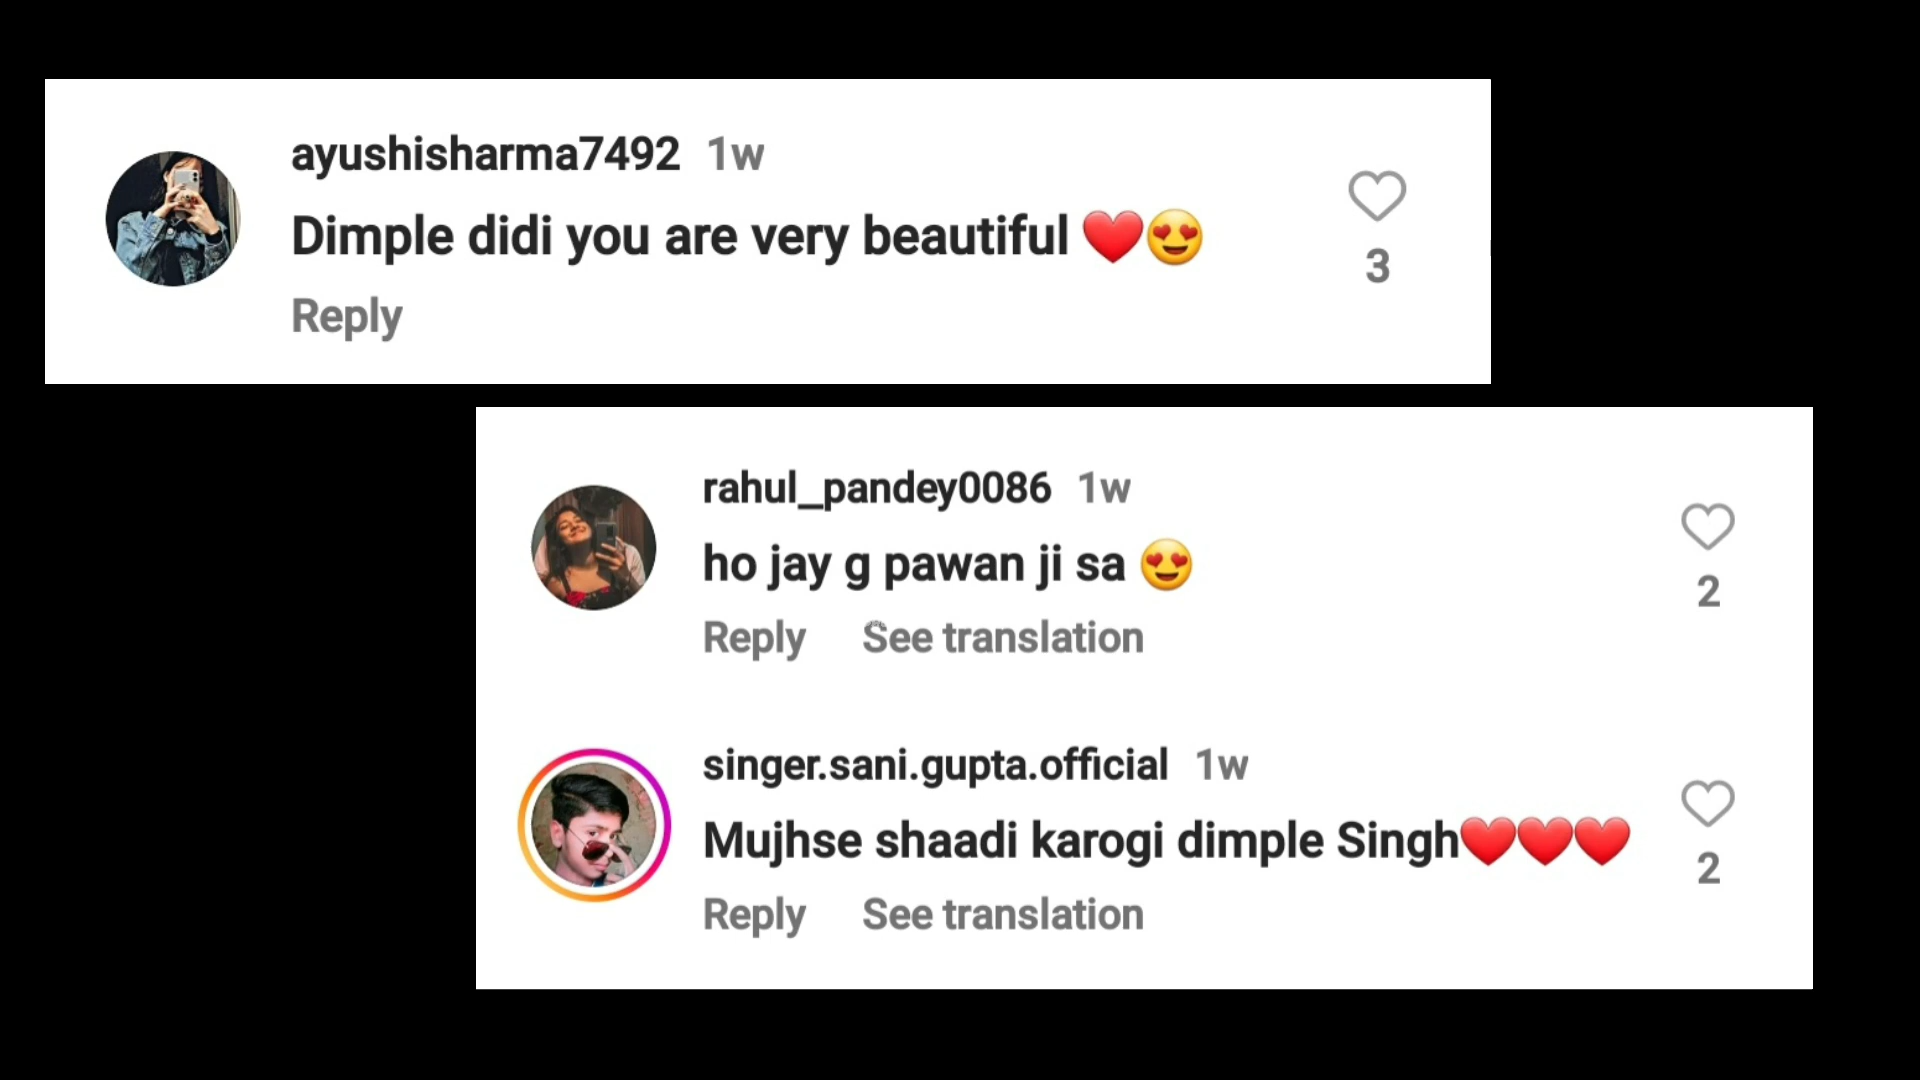 ayushisharma7492 1w
Dimple didi you are very beautiful ❤️😍
3
Reply
rahul_pandey0086 1w
ho jay g pawan ji sa 😍
2
Reply See translation
singer.sani.gupta.official 1w
Mujhse shaadi karogi dimple Singh❤️❤️❤️
2
Reply See translation